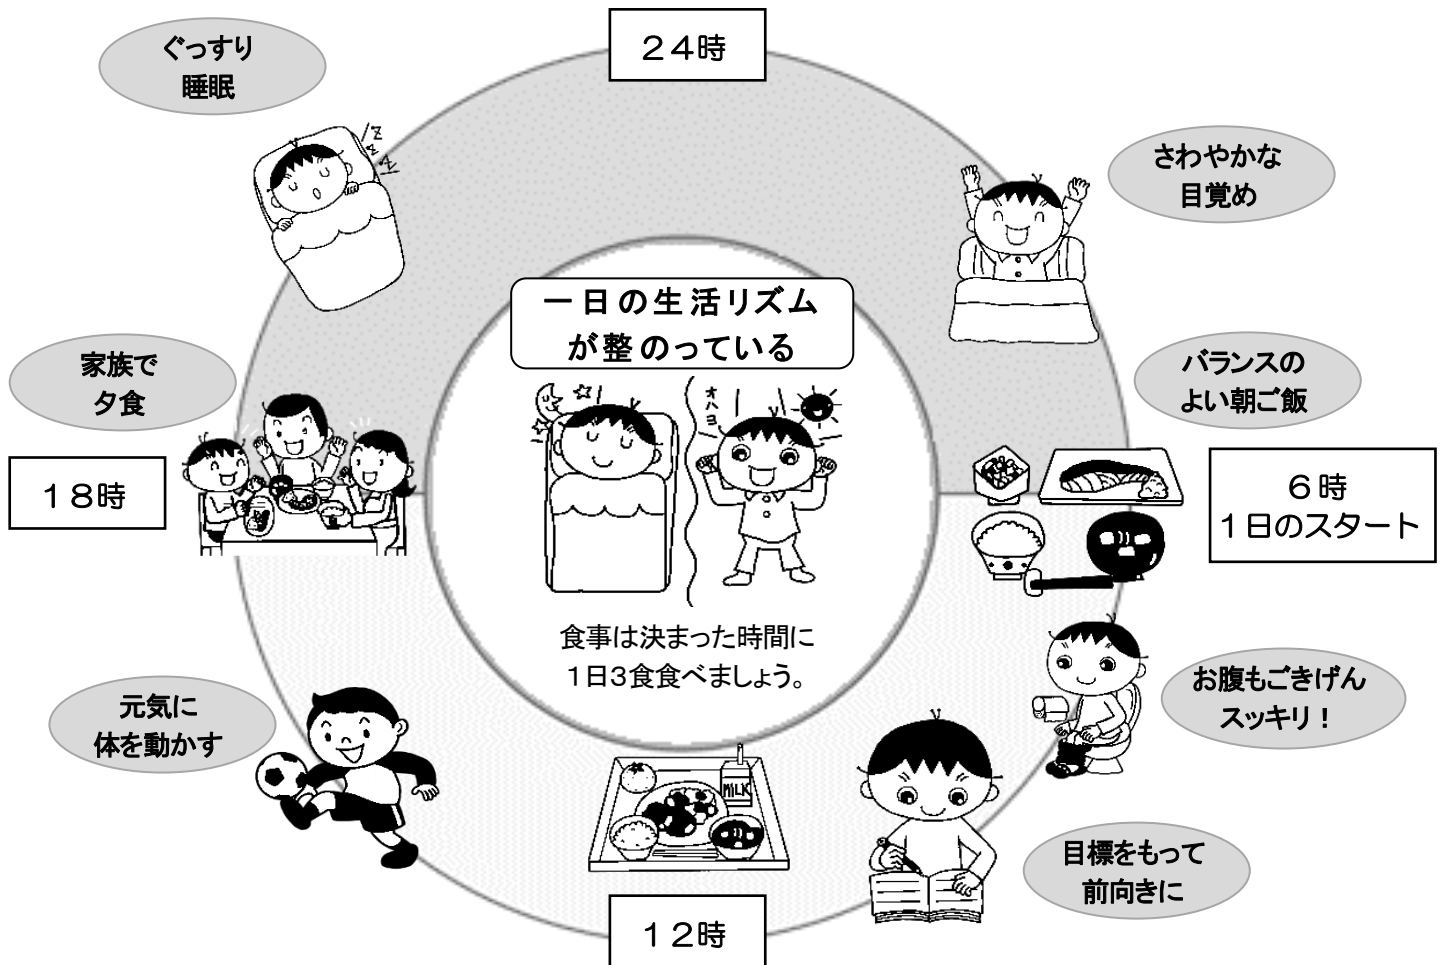 24時
ぐっすり
睡眠
さわやかな
目覚め
一日の生活リズム
が整のっている
オハヨ
家族で
夕食
バランスの
よい朝ご飯
18時
6時
1日のスタート
食事は決まった時間に
1日3食食べましょう。
元気に
体を動かす
お腹もごきげん
スッキリ！
MILK
目標をもって
前向きに
12時